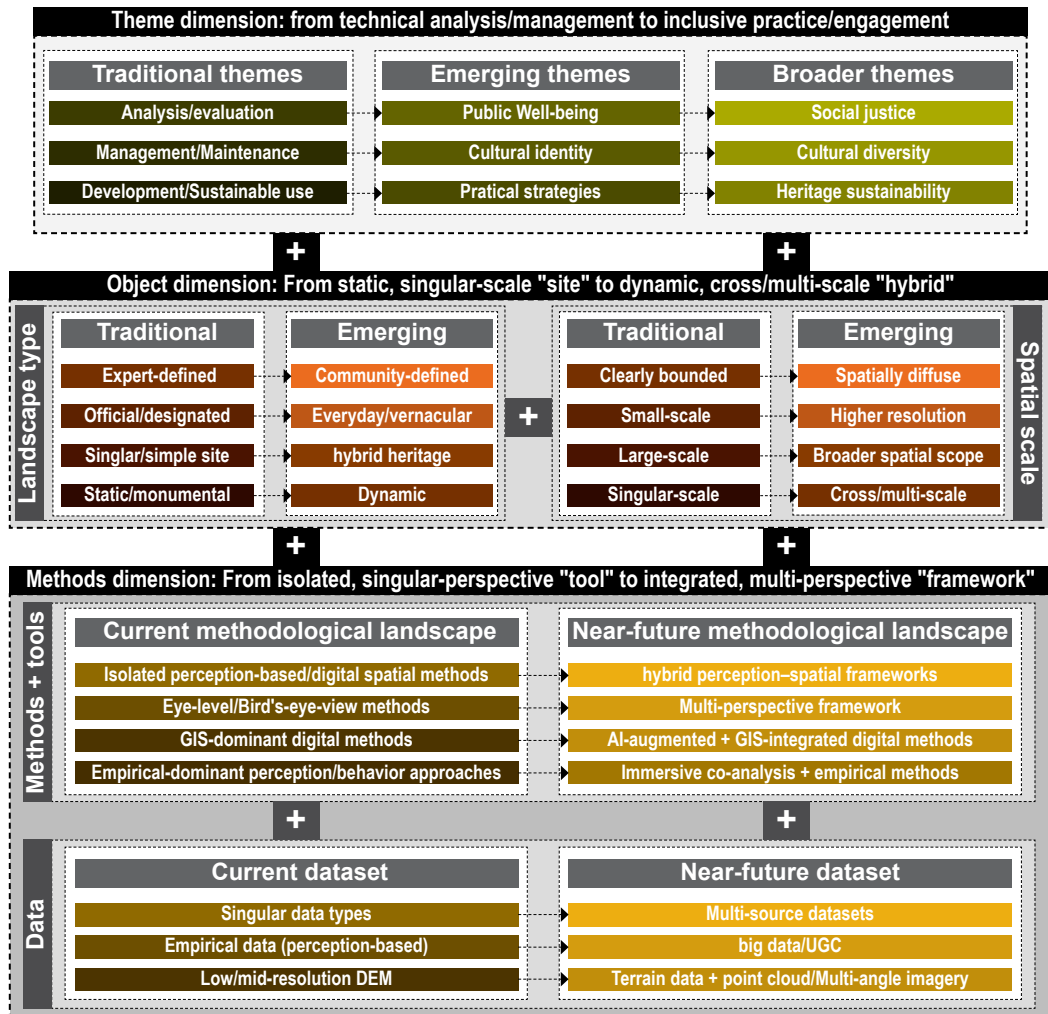 Theme dimension: from technical analysis/management to inclusive practice/engagement
Traditional themes
Analysis/evaluation
Management/Maintenance
Development/Sustainable use
Emerging themes
Public Well-being
Cultural identity
Pratical strategies
Broader themes
Social justice
Cultural diversity
Heritage sustainability
+
+
Object dimension: From static, singular-scale "site" to dynamic, cross/multi-scale "hybrid"
Landscape type
Traditional
Expert-defined
Official/designated
Singlar/simple site
Static/monumental
Emerging
Community-defined
Everyday/vernacular
hybrid heritage
Dynamic
+
Traditional
Clearly bounded
Small-scale
Large-scale
Singular-scale
Emerging
Spatially diffuse
Higher resolution
Broader spatial scope
Cross/multi-scale
Spatial scale
+
+
Methods dimension: From isolated, singular-perspective "tool" to integrated, multi-perspective "framework"
Methods + tools
Current methodological landscape
Isolated perception-based/digital spatial methods
Eye-level/Bird's-eye-view methods
GIS-dominant digital methods
Empirical-dominant perception/behavior approaches
Near-future methodological landscape
hybrid perception–spatial frameworks
Multi-perspective framework
AI-augmented + GIS-integrated digital methods
Immersive co-analysis + empirical methods
+
+
Data
Current dataset
Singular data types
Empirical data (perception-based)
Low/mid-resolution DEM
Near-future dataset
Multi-source datasets
big data/UGC
Terrain data + point cloud/Multi-angle imagery